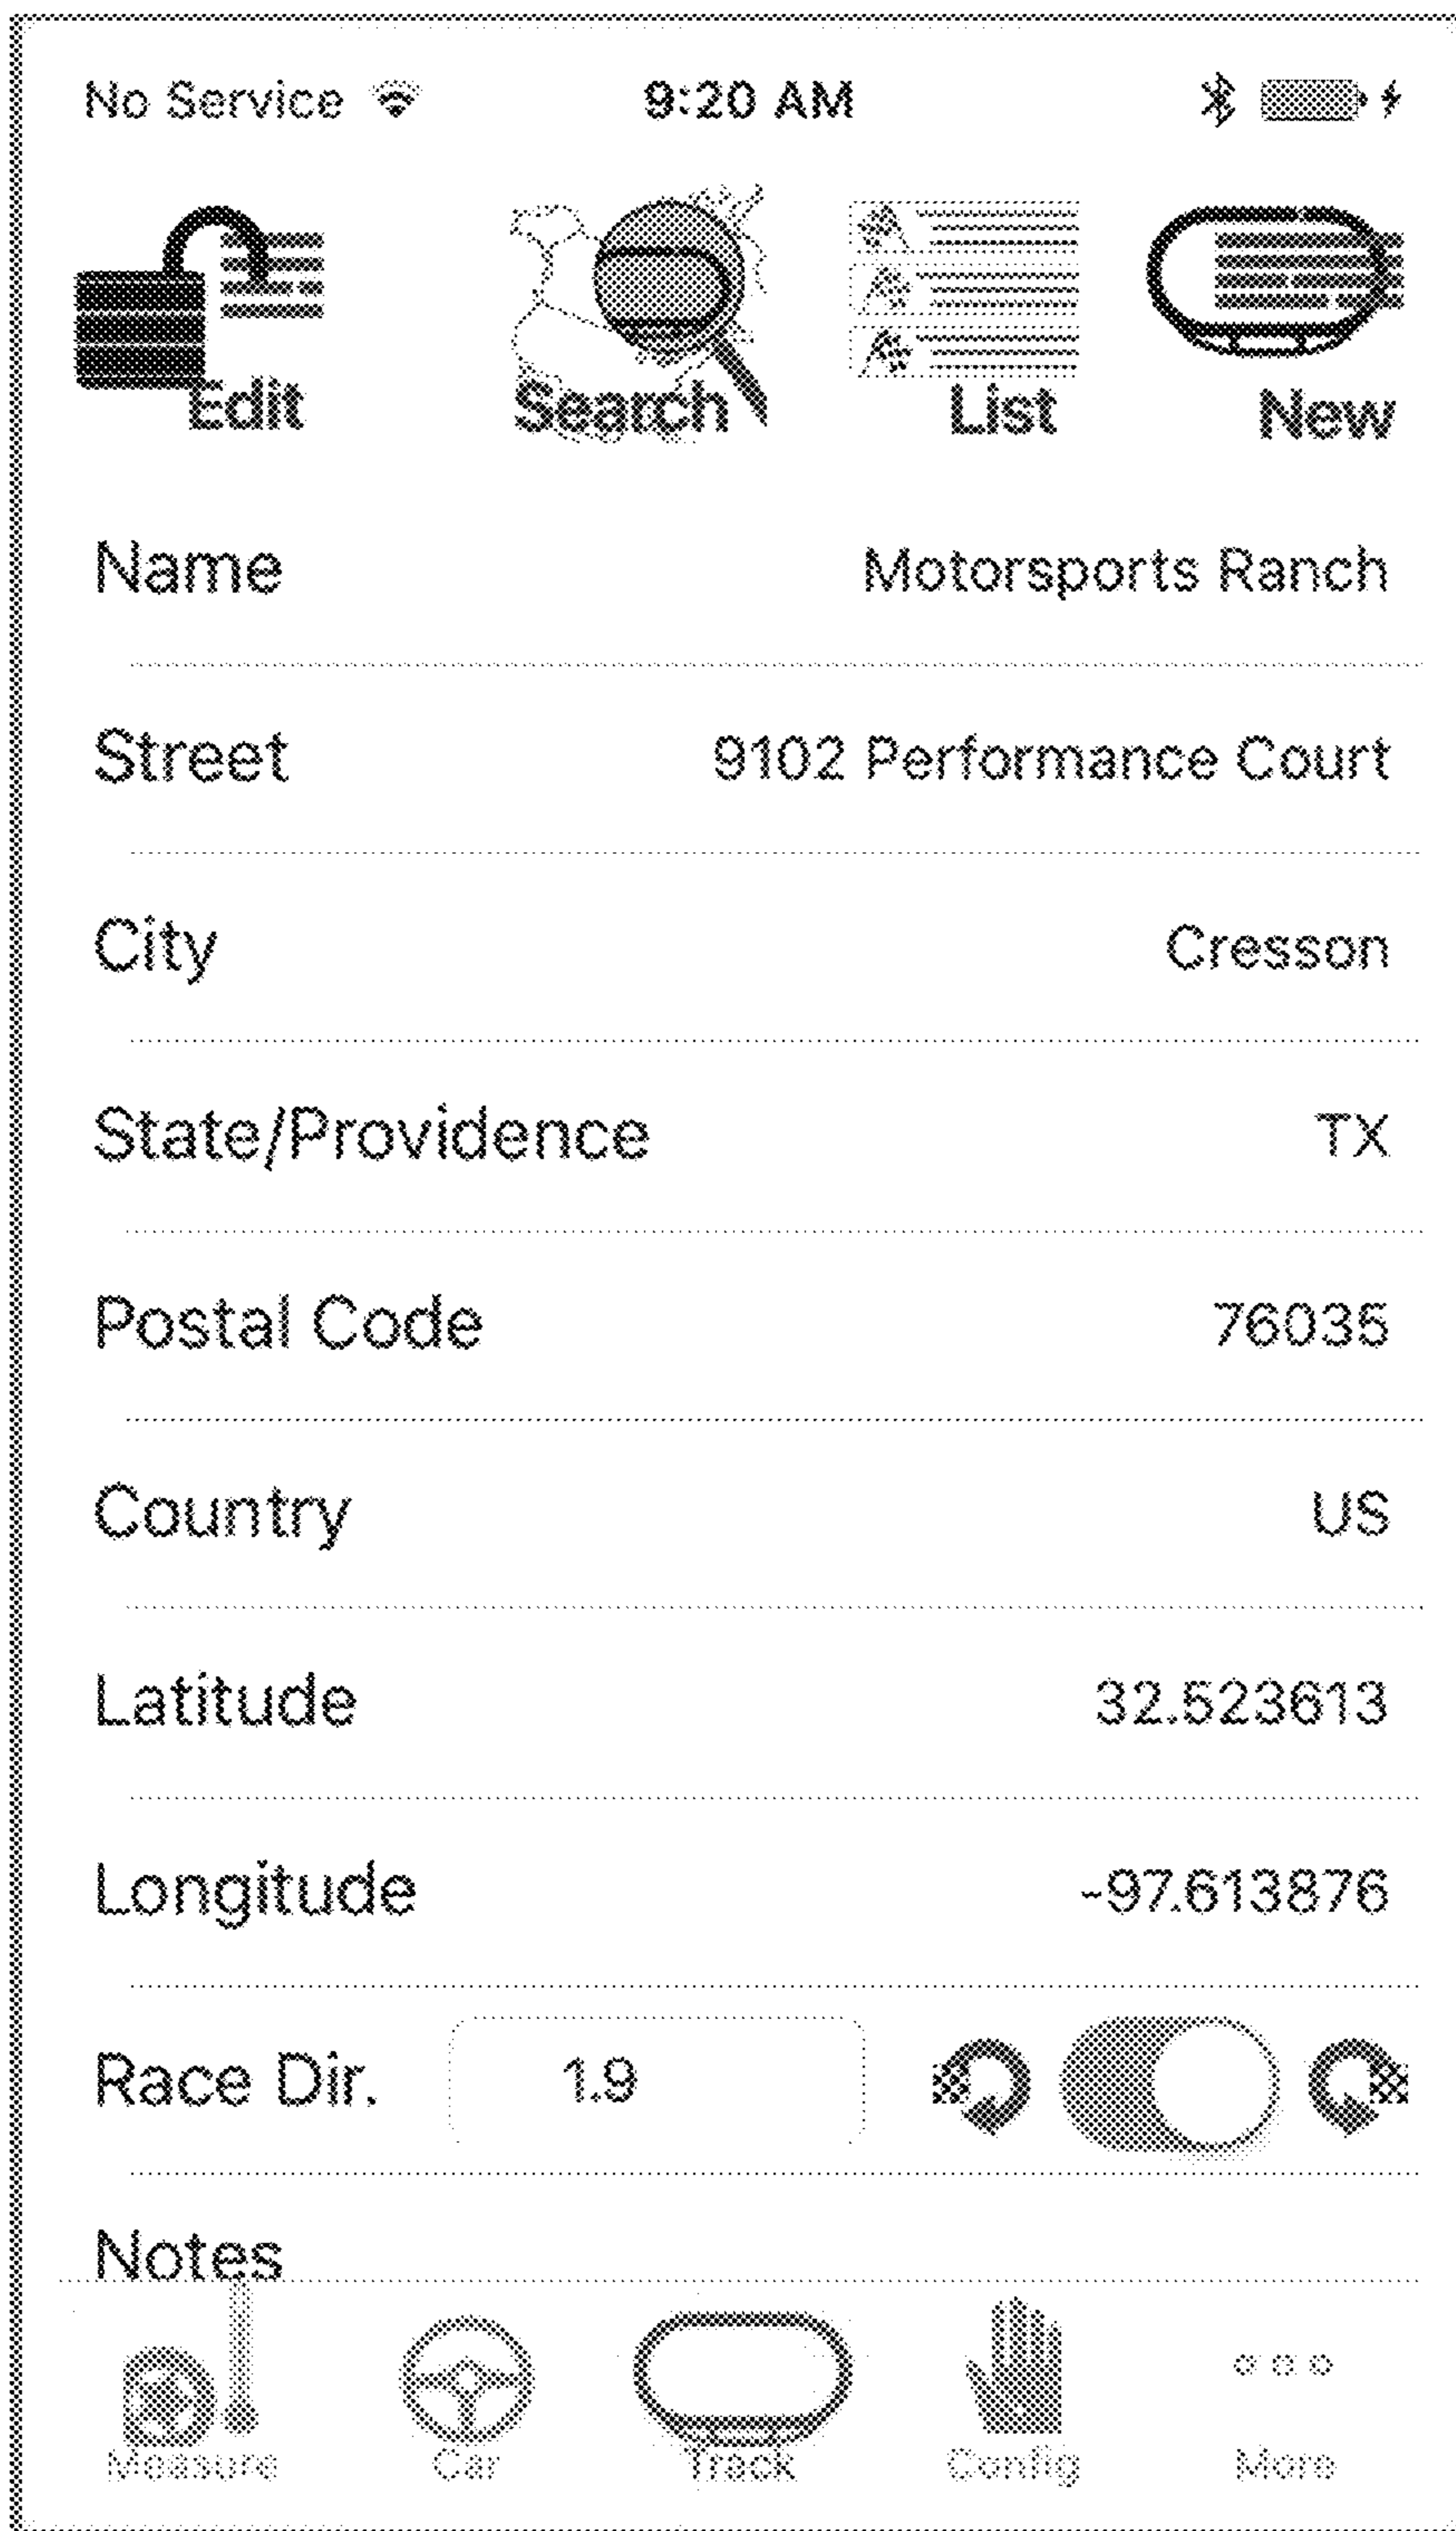 No Service 9:20 AM
Edit Search List New
Name Motorsports Ranch
Street 9102 Performance Court
City Cresson
State/Providence TX
Postal Code 76035
Country US
Latitude 32.523613
Longitude -97.613876
Race Dir. 1.9
Notes
Measure Car Track Config More